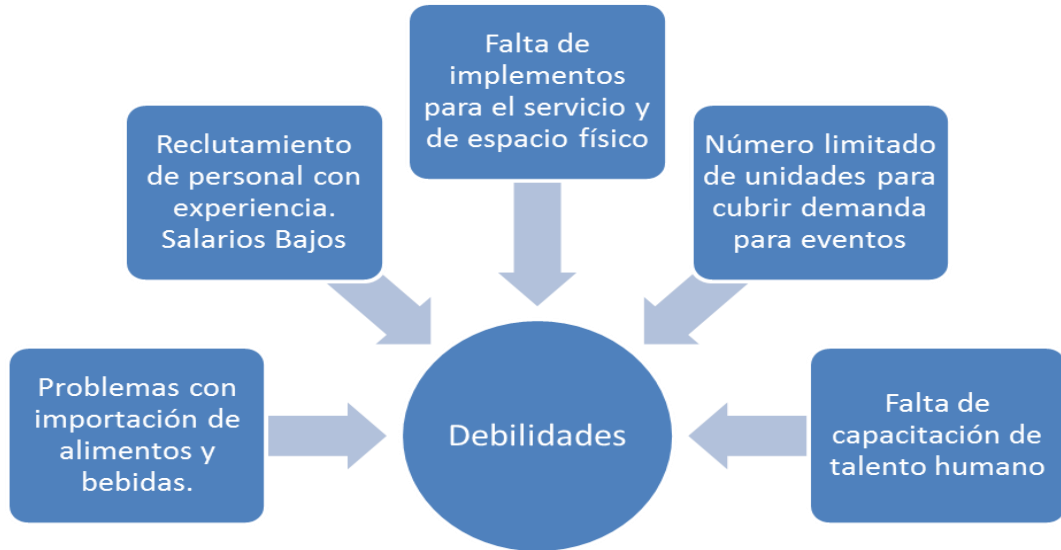 Falta de
implementos
para el servicio y
de espacio físico
Reclutamiento
de personal con
experiencia.
Salarios Bajos
Número limitado
de unidades para
cubrir demanda
para eventos
Problemas con
importación de
alimentos y
bebidas.
Debilidades
Falta de
capacitación de
talento humano